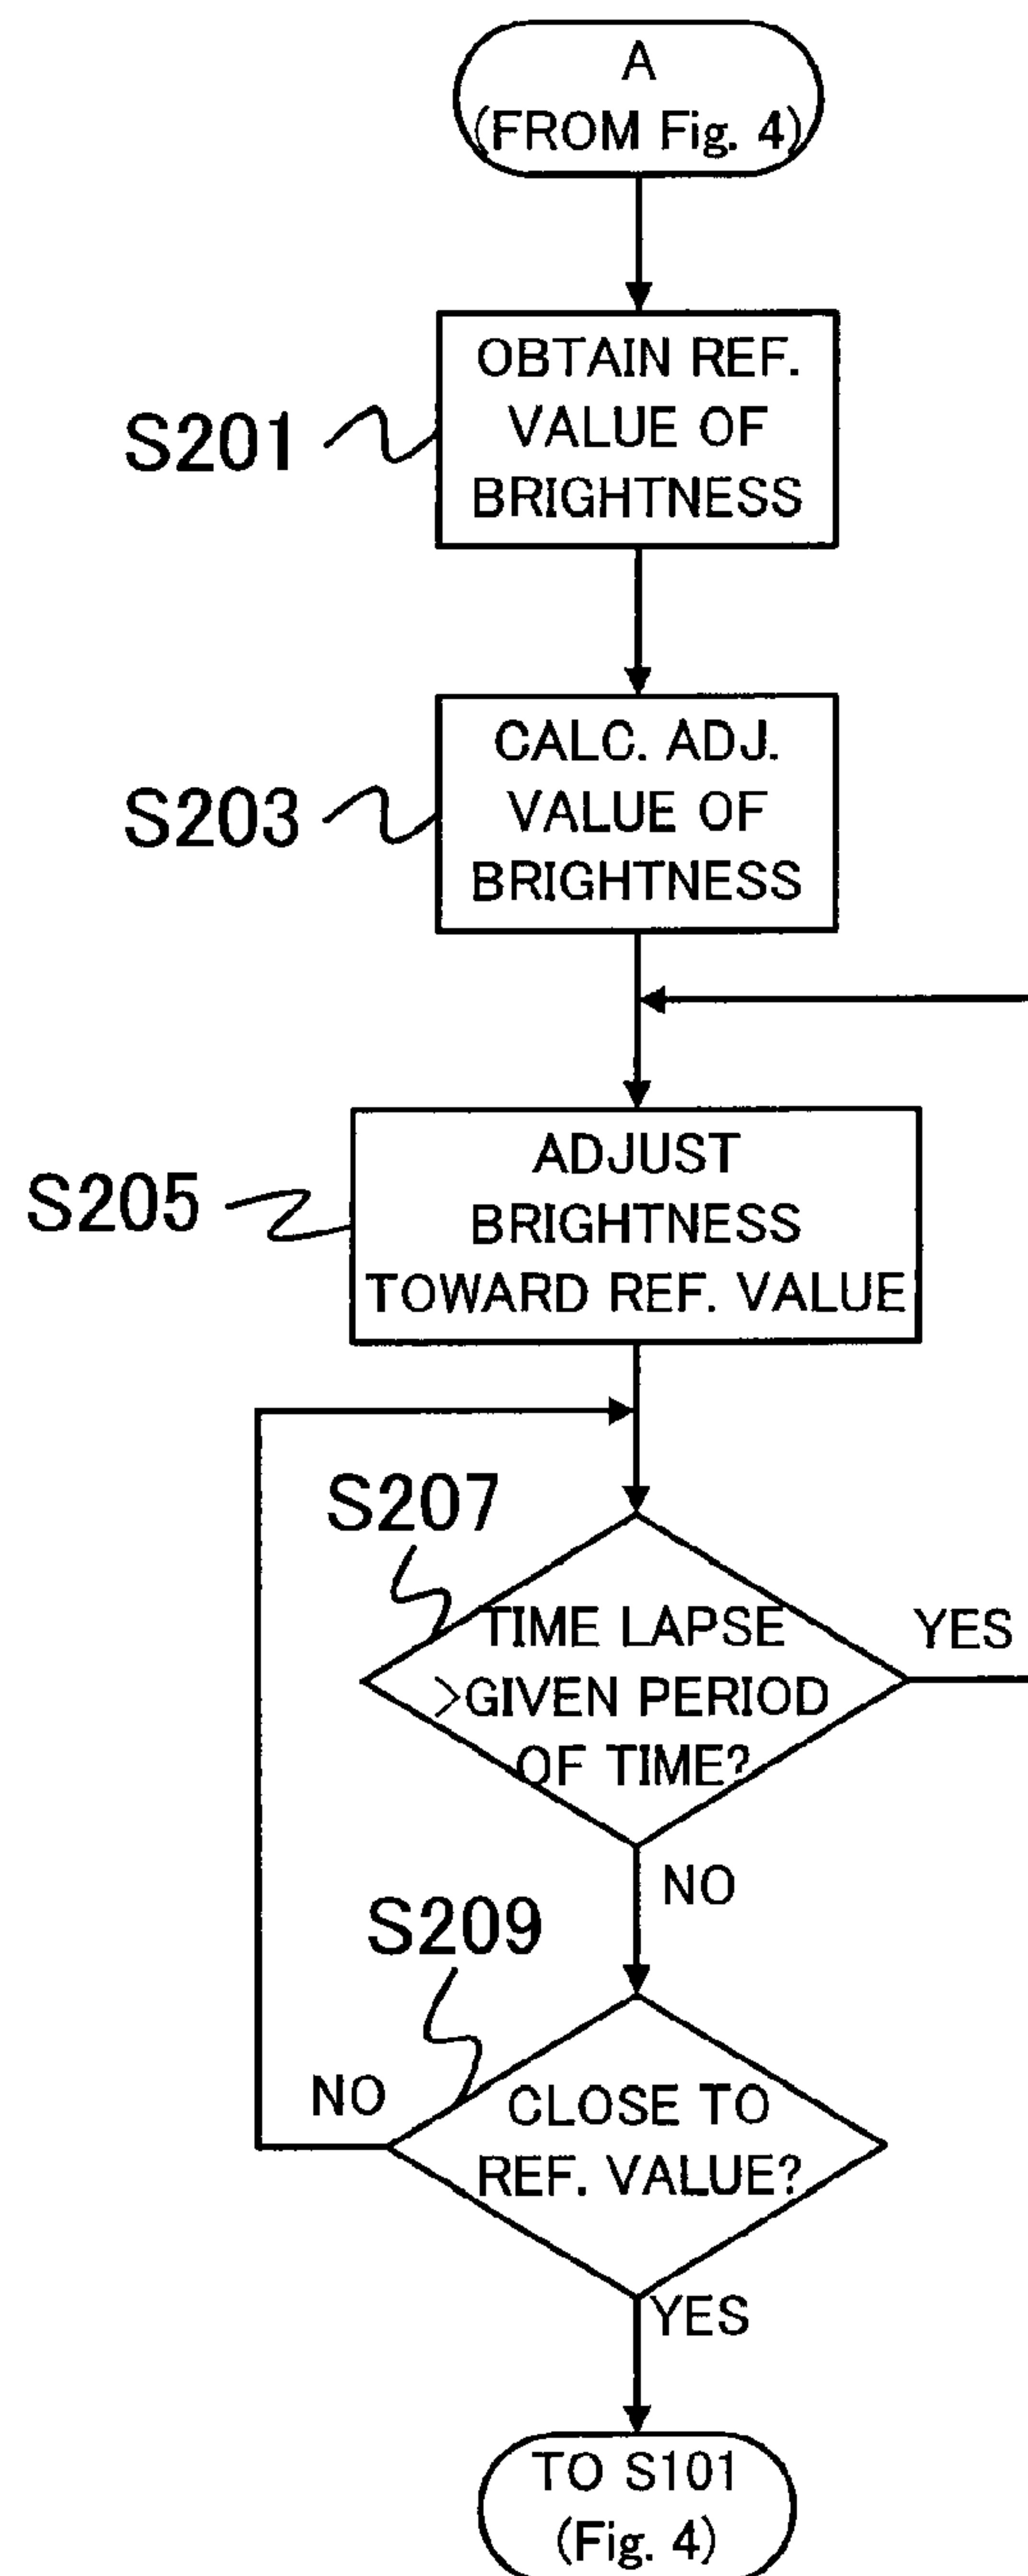 A
(FROM Fig. 4)
OBTAIN REF.
VALUE OF
BRIGHTNESS
S201
CALC. ADJ.
VALUE OF
BRIGHTNESS
S203
ADJUST
BRIGHTNESS
TOWARD REF. VALUE
S205
S207
TIME LAPSE
>GIVEN PERIOD
OF TIME?
YES
NO
S209
NO
CLOSE TO
REF. VALUE?
YES
TO S101
(Fig. 4)